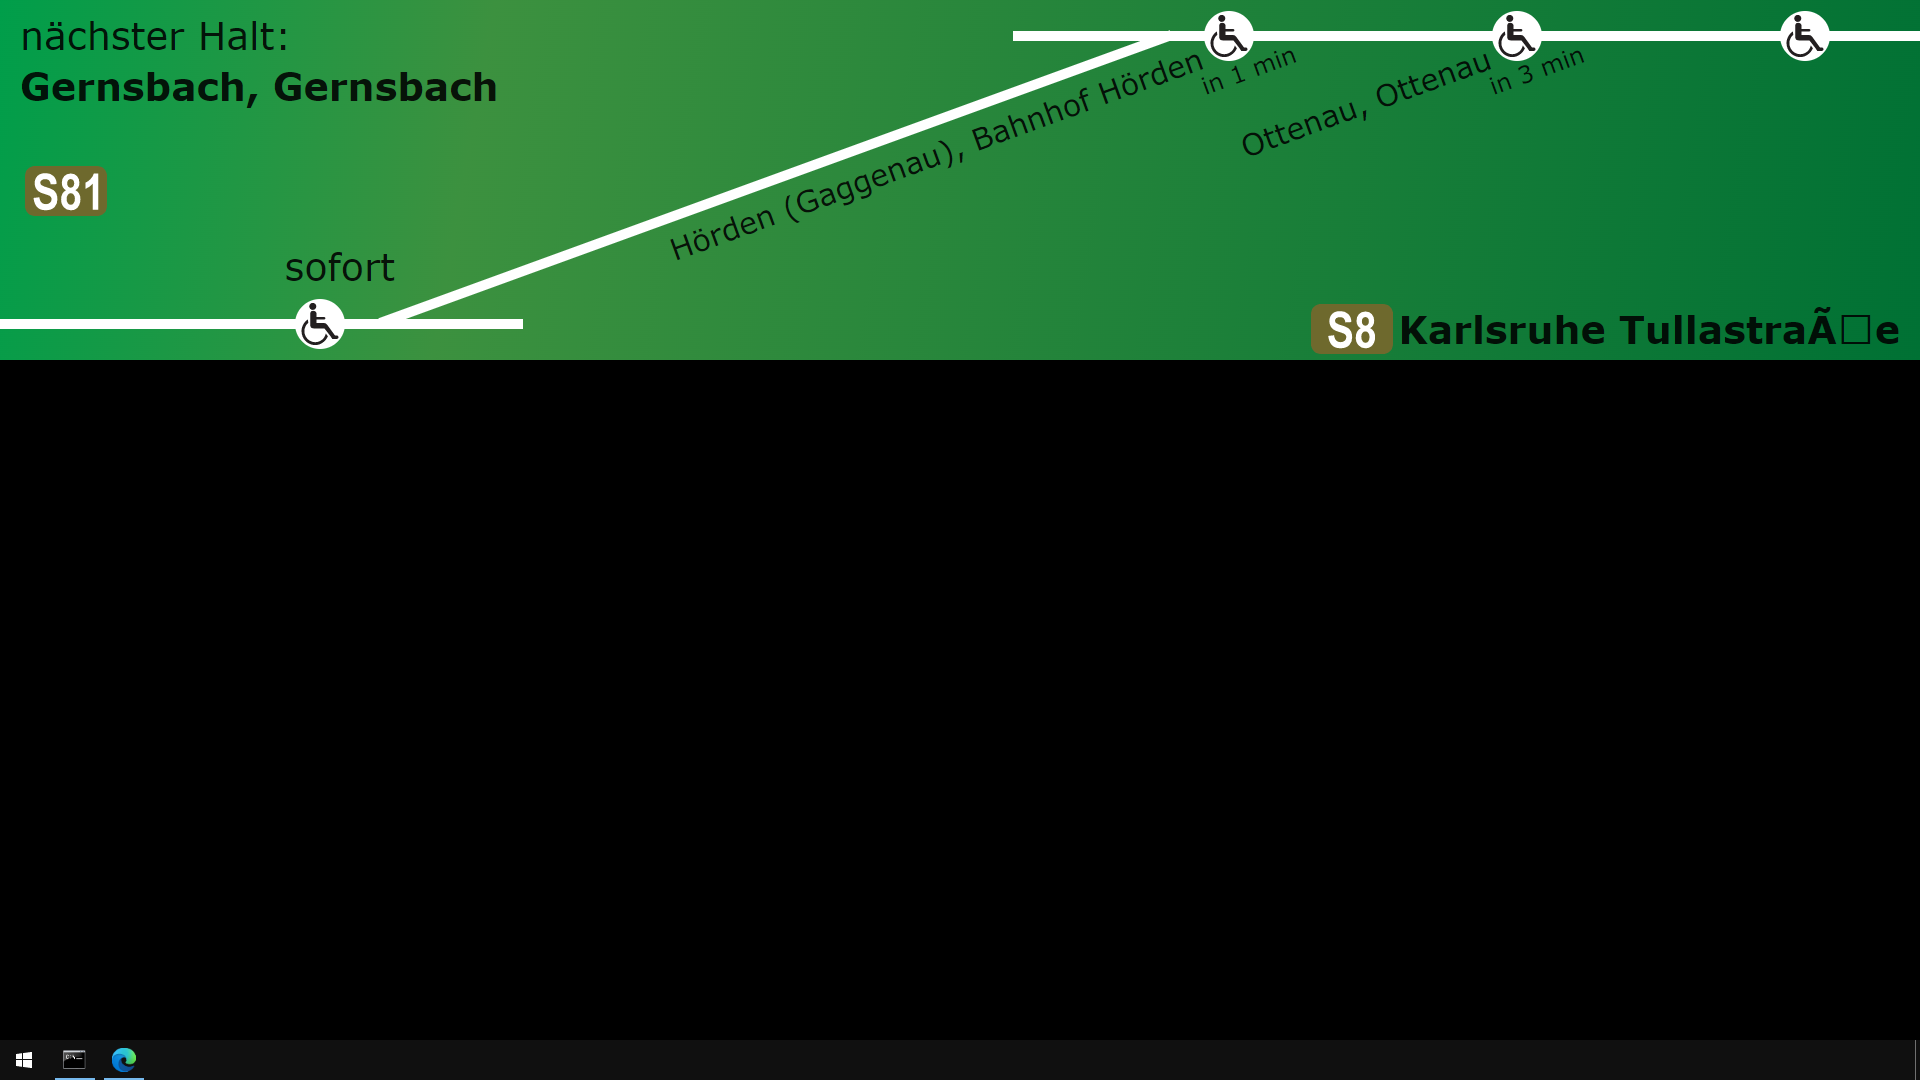 nächster Halt:
Gernsbach, Gernsbach
S81
sofort
Hörden (Gaggenau), Bahnhof Hörden
in 1 min
Ottenau, Ottenau
in 3 min
S8 Karlsruhe TullastraÃ□e